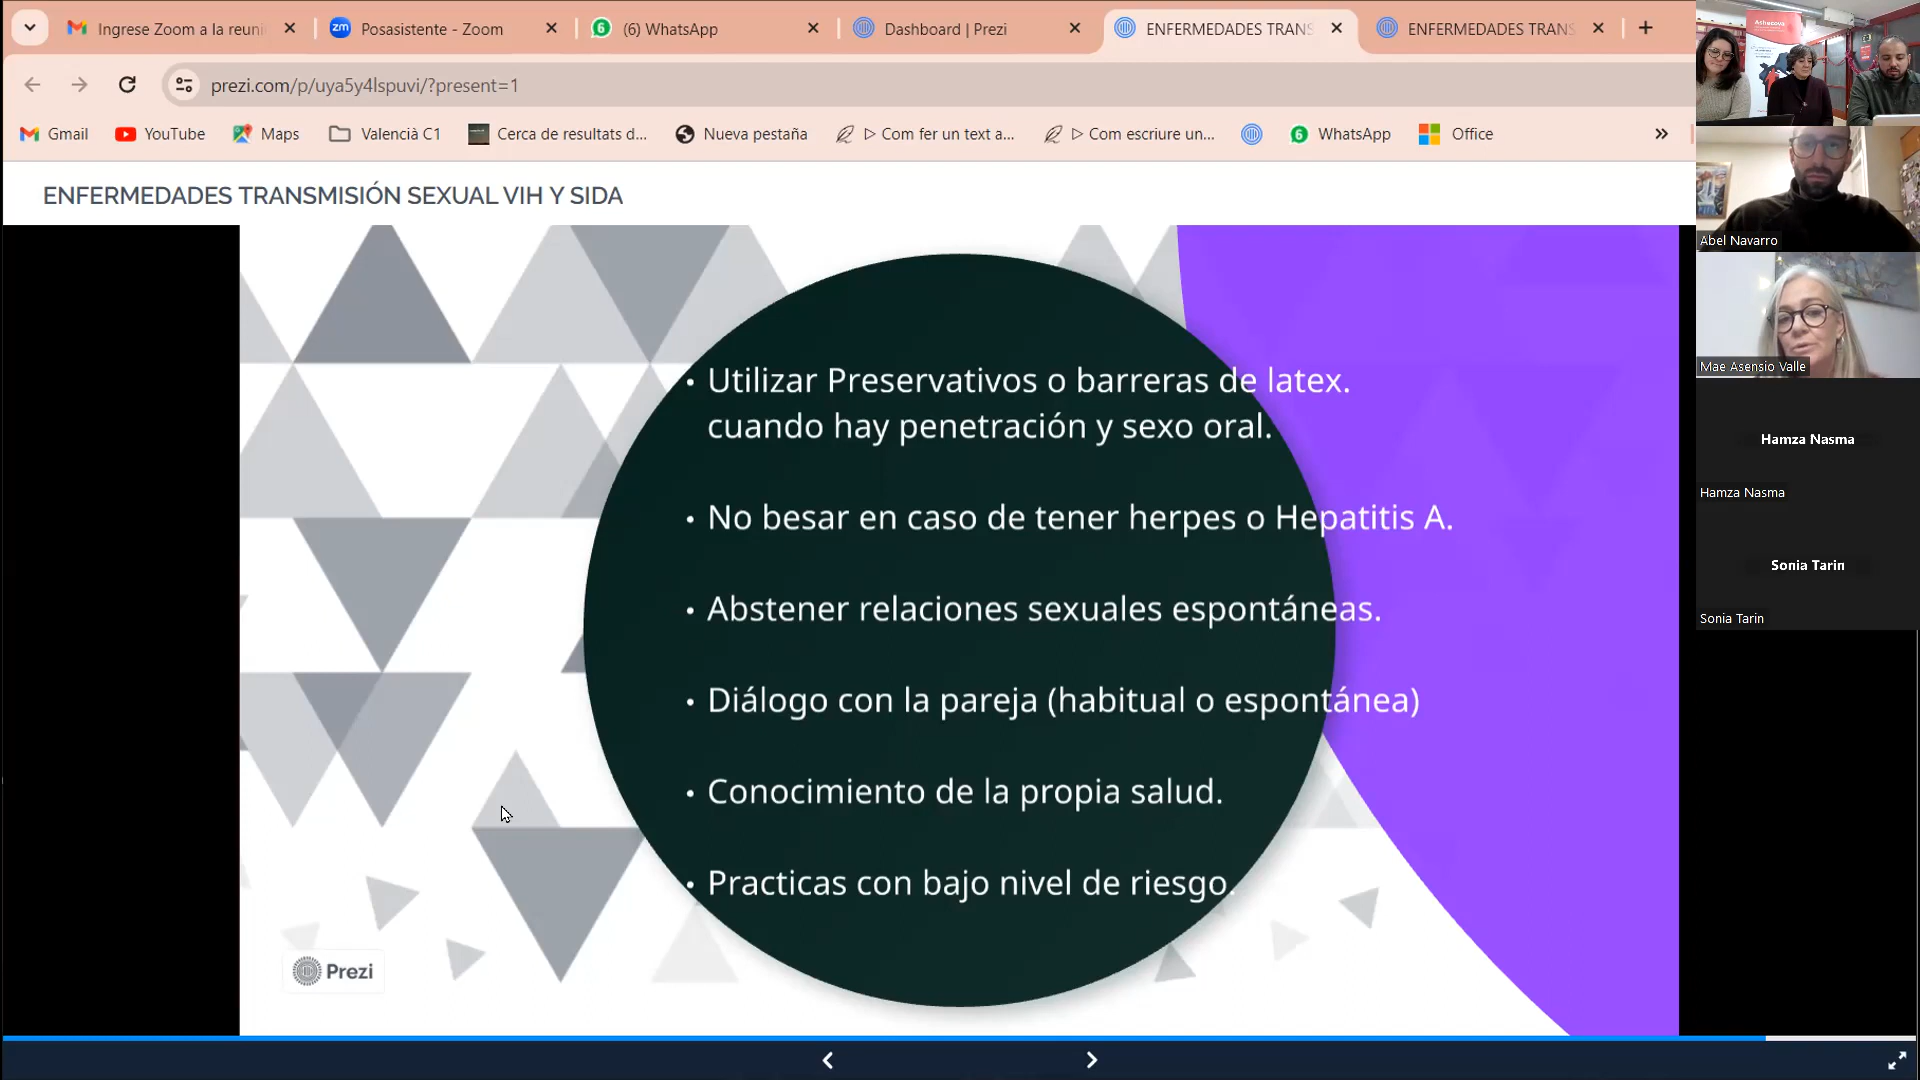 Ingrese Zoom a la reuni
zm
Posasistente - Zoom
6
(6) WhatsApp
Dashboard | Prezi
ENFERMEDADES TRANS
ENFERMEDADES TRANS
prezi.com/p/uya5y4lspuvi/?present=1
Gmail
YouTube
Maps
Valencià C1
Cerca de resultats d...
Nueva pestaña
▷ Com fer un text a...
▷ Com escriure un...
6
WhatsApp
Office
»
ENFERMEDADES TRANSMISIÓN SEXUAL VIH Y SIDA
• Utilizar Preservativos o barreras de latex.
cuando hay penetración y sexo oral.
• No besar en caso de tener herpes o Hepatitis A.
• Abstener relaciones sexuales espontáneas.
• Diálogo con la pareja (habitual o espontánea)
• Conocimiento de la propia salud.
• Practicas con bajo nivel de riesgo.
Prezi
Ashecova
Abel Navarro
Mae Asensio Valle
Hamza Nasma
Hamza Nasma
Sonia Tarin
Sonia Tarin